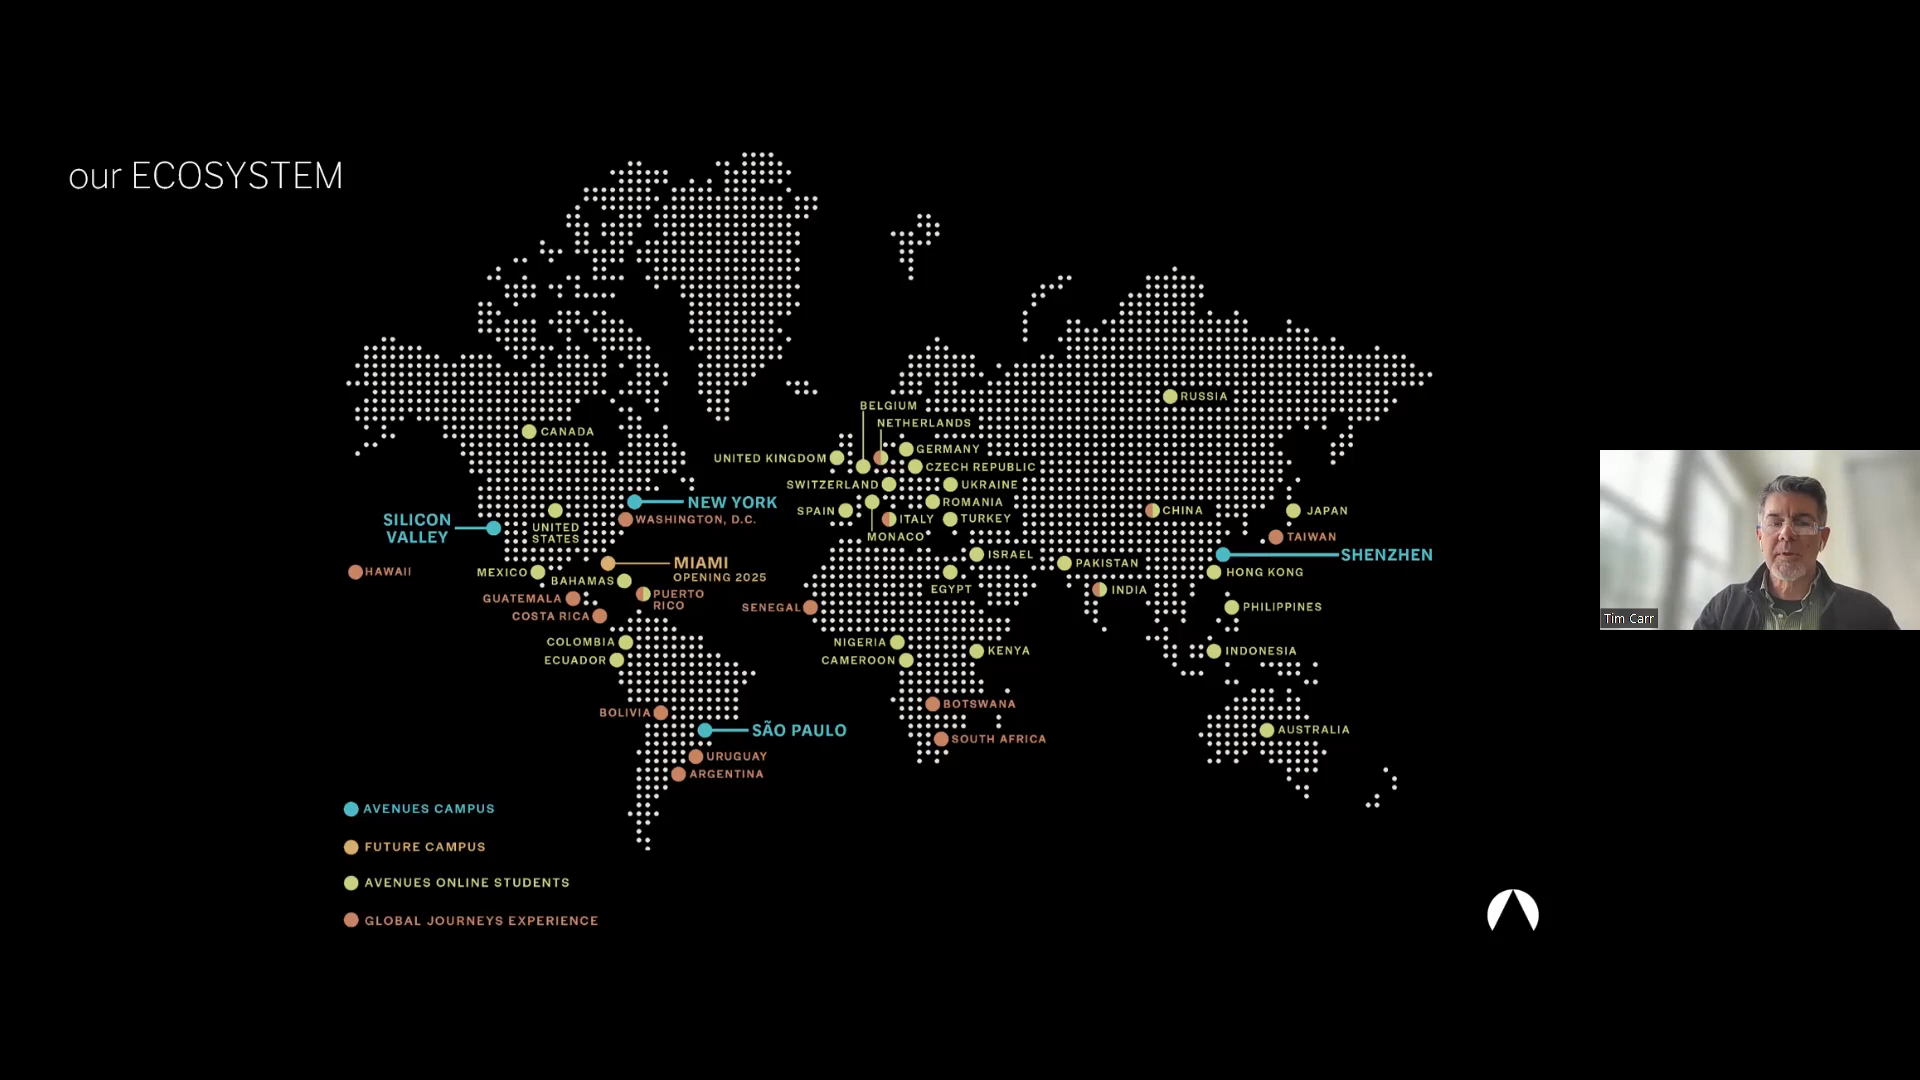 our ECOSYSTEM
BELGIUM
NETHERLANDS
RUSSIA
CANADA
GERMANY
UNITED KINGDOM
CZECH REPUBLIC
SWITZERLAND
UKRAINE
NEW YORK
ROMANIA
SPAIN
CHINA
JAPAN
SILICON
VALLEY
WASHINGTON, D.C.
ITALY
TURKEY
UNITED
STATES
MONACO
TAIWAN
ISRAEL
SHENZHEN
MIAMI
OPENING 2025
PAKISTAN
HAWAII
MEXICO
HONG KONG
BAHAMAS
EGYPT
INDIA
GUATEMALA
PUERTO
RICO
SENEGAL
PHILIPPINES
COSTA RICA
COLOMBIA
NIGERIA
KENYA
INDONESIA
ECUADOR
CAMEROON
BOTSWANA
BOLIVIA
SÃO PAULO
AUSTRALIA
SOUTH AFRICA
URUGUAY
ARGENTINA
AVENUES CAMPUS
FUTURE CAMPUS
AVENUES ONLINE STUDENTS
GLOBAL JOURNEYS EXPERIENCE
Tim Carr